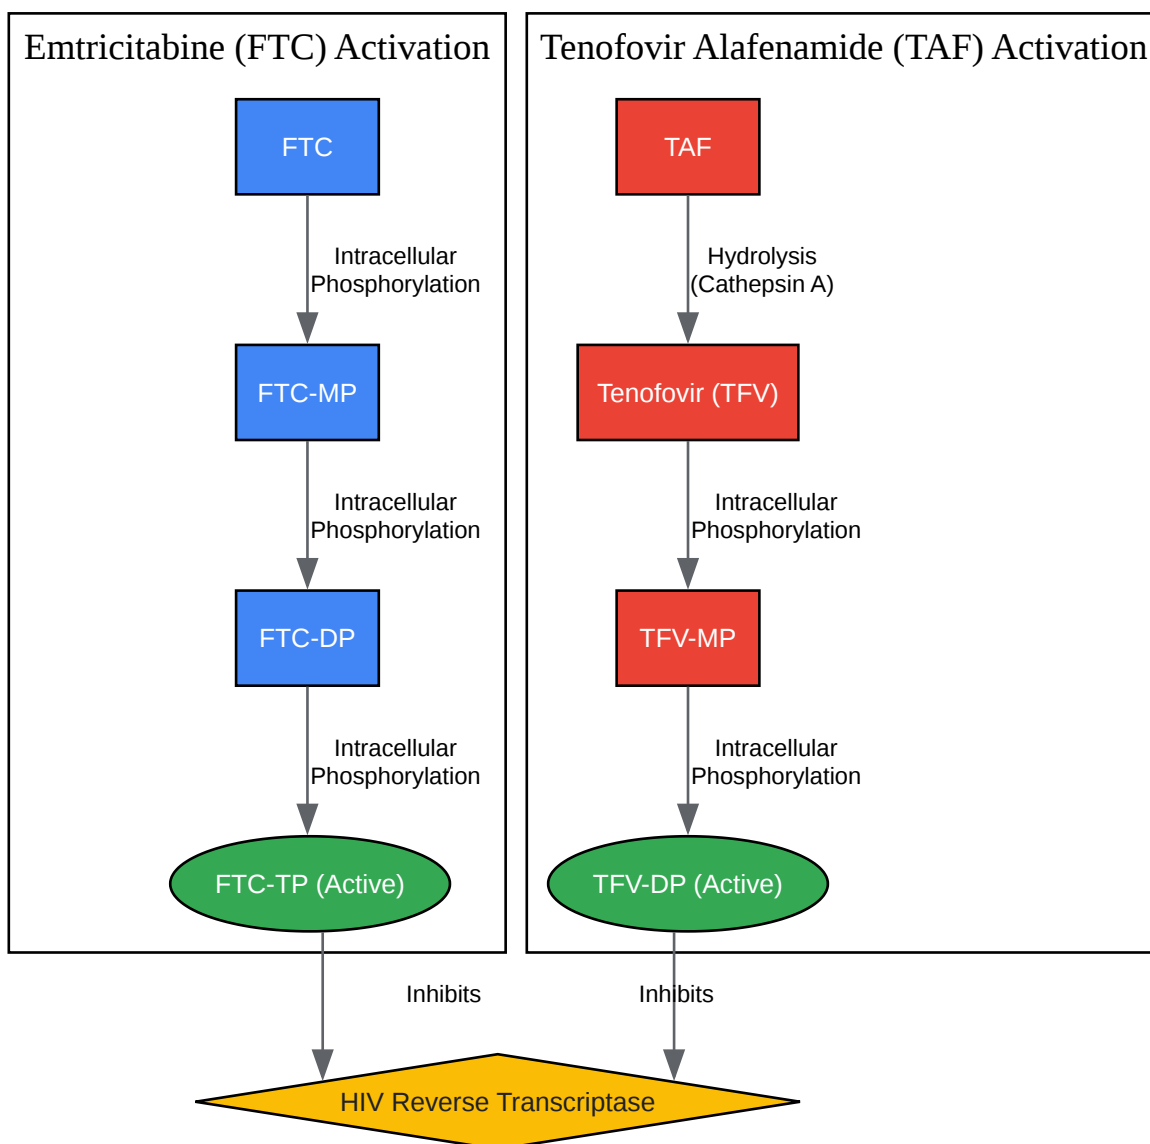 Emtricitabine (FTC) Activation
FTC
Intracellular
Phosphorylation
FTC-MP
Intracellular
Phosphorylation
FTC-DP
Intracellular
Phosphorylation
FTC-TP (Active)
Inhibits
Tenofovir Alafenamide (TAF) Activation
TAF
Hydrolysis
(Cathepsin A)
Tenofovir (TFV)
Intracellular
Phosphorylation
TFV-MP
Intracellular
Phosphorylation
TFV-DP (Active)
Inhibits
HIV Reverse Transcriptase